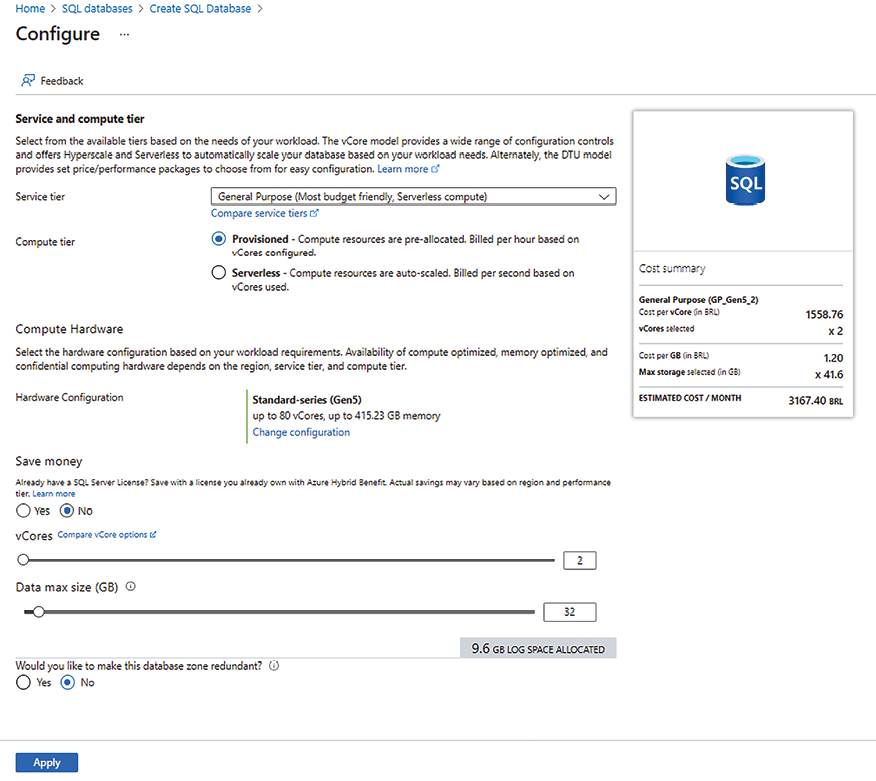 Home > SQL databases > Create SQL Database >
Configure ...
Feedback
Service and compute tier
Select from the available tiers based on the needs of your workload. The vCore model provides a wide range of configuration controls
and offers Hyperscale and Serverless to automatically scale your database based on your workload needs. Alternately, the DTU model
provides set price/performance packages to choose from for easy configuration. Learn more
Service tier
General Purpose (Most budget friendly, Serverless compute)
Compare service tiers
Compute tier
Provisioned - Compute resources are pre-allocated. Billed per hour based on
vCores configured.
Serverless - Compute resources are auto-scaled. Billed per second based on
vCores used.
Compute Hardware
Select the hardware configuration based on your workload requirements. Availability of compute optimized, memory optimized, and
confidential computing hardware depends on the region, service tier, and compute tier.
Hardware Configuration
Standard-series (Gen5)
up to 80 vCores, up to 415.23 GB memory
Change configuration
Save money
Already have a SQL Server License? Save with a license you already own with Azure Hybrid Benefit. Actual savings may vary based on region and performance
tier. Learn more
Yes No
vCores Compare vCore options
2
Data max size (GB)
32
9.6 GB LOG SPACE ALLOCATED
Would you like to make this database zone redundant?
Yes No
Apply
SQL
Cost summary
General Purpose (GP_Gen5_2)
Cost per vCore (in BRL) 1558.76
vCores selected x 2
Cost per GB (in BRL) 1.20
Max storage selected (in GB) x 41.6
ESTIMATED COST / MONTH 3167.40 BRL